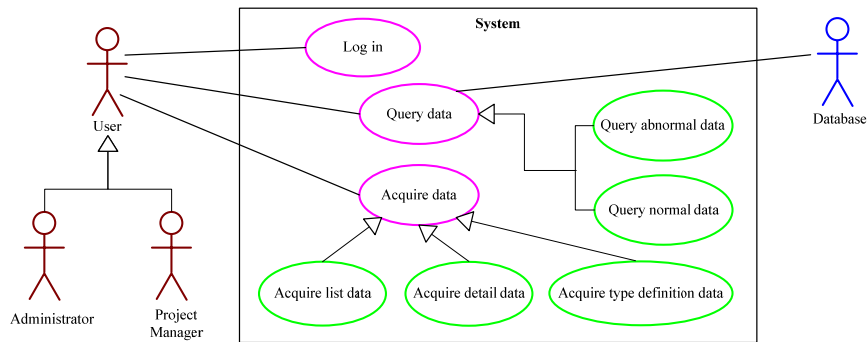 System
Log in
Query data
User
Database
Query abnormal data
Acquire data
Query normal data
Acquire list data
Acquire detail data
Acquire type definition data
Administrator
Project
Manager